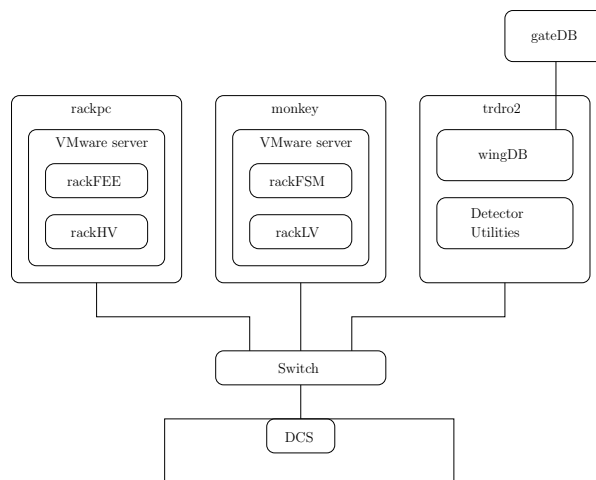 gateDB
rackpc
monkey
trdro2
VMware server
VMware server
wingDB
rackFEE
rackFSM
rackHV
rackLV
Detector
Utilities
Switch
DCS